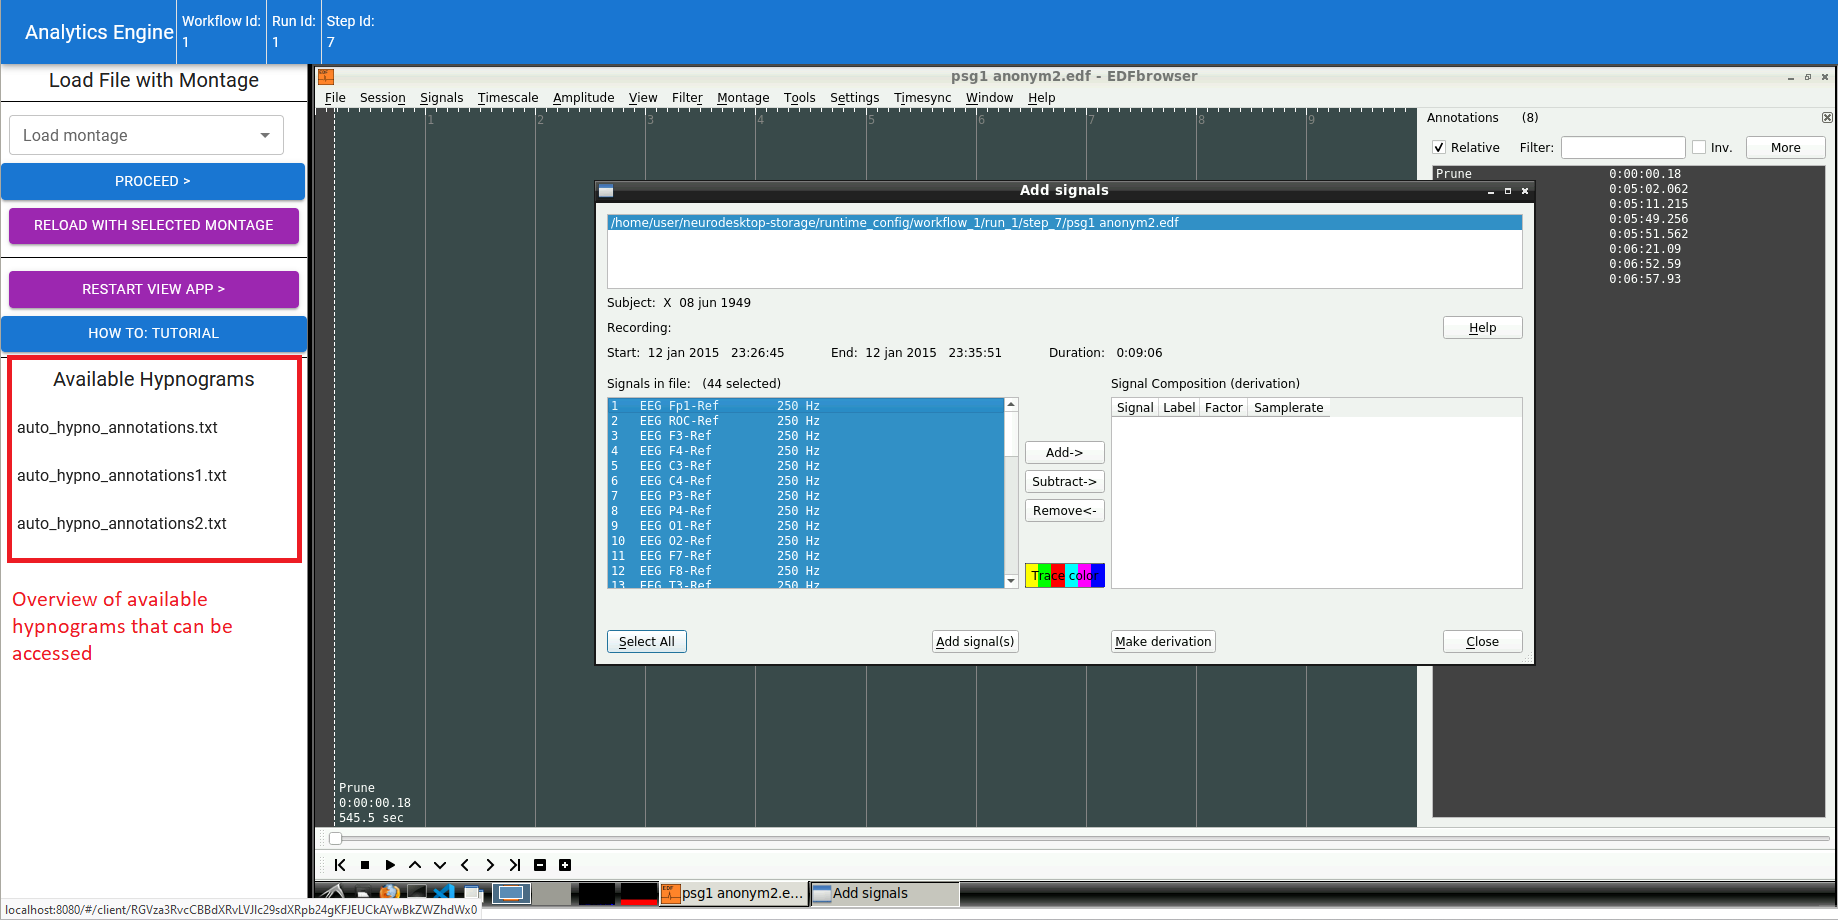 Analytics Engine
Workflow Id:
1
Run Id:
1
Step Id:
7
Load File with Montage
Load montage
PROCEED >
RELOAD WITH SELECTED MONTAGE
RESTART VIEW APP >
HOW TO: TUTORIAL
Available Hypnograms
auto_hypno_annotations.txt
auto_hypno_annotations1.txt
auto_hypno_annotations2.txt
Overview of available
hypnograms that can be
accessed
psg1 anonym2.edf - EDFbrowser
File Session Signals Timescale Amplitude View Filter Montage Tools Settings Timesync Window Help
1 2 3 4 5 6 7 8 9
Annotations (8)
Relative Filter: Inv. More
Prune 0:00:00.18
0:05:02.062
0:05:11.215
0:05:49.256
0:05:51.562
0:06:21.09
0:06:52.59
0:06:57.93
Add signals
/home/user/neurodesktop-storage/runtime_config/workflow_1/run_1/step_7/psg1 anonym2.edf
Subject: X 08 jun 1949
Recording:
Help
Start: 12 jan 2015 23:26:45 End: 12 jan 2015 23:35:51 Duration: 0:09:06
Signals in file: (44 selected)
1 EEG Fp1-Ref 250 Hz
2 EEG ROC-Ref 250 Hz
3 EEG F3-Ref 250 Hz
4 EEG F4-Ref 250 Hz
5 EEG C3-Ref 250 Hz
6 EEG C4-Ref 250 Hz
7 EEG P3-Ref 250 Hz
8 EEG P4-Ref 250 Hz
9 EEG O1-Ref 250 Hz
10 EEG O2-Ref 250 Hz
11 EEG F7-Ref 250 Hz
12 EEG F8-Ref 250 Hz
13 EEG T3-Ref 250 Hz
Add->
Subtract->
Remove<-
Trace color
Signal Composition (derivation)
Signal Label Factor Samplerate
Select All Add signal(s) Make derivation Close
Prune
0:00:00.18
545.5 sec
EDF psg1 anonym2.e... Add signals